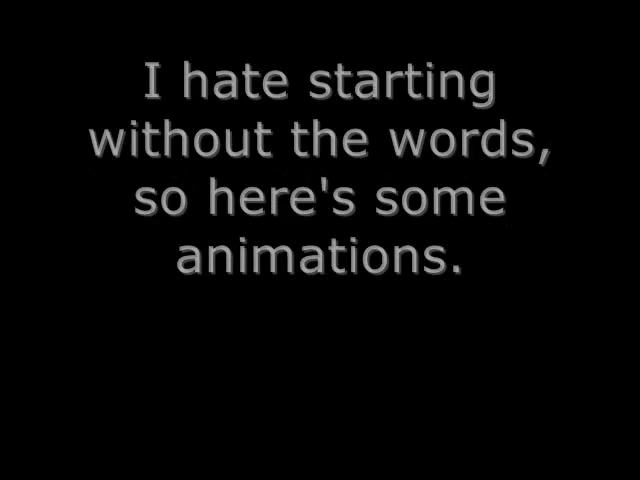 I hate starting
without the words,
so here's some
animations.